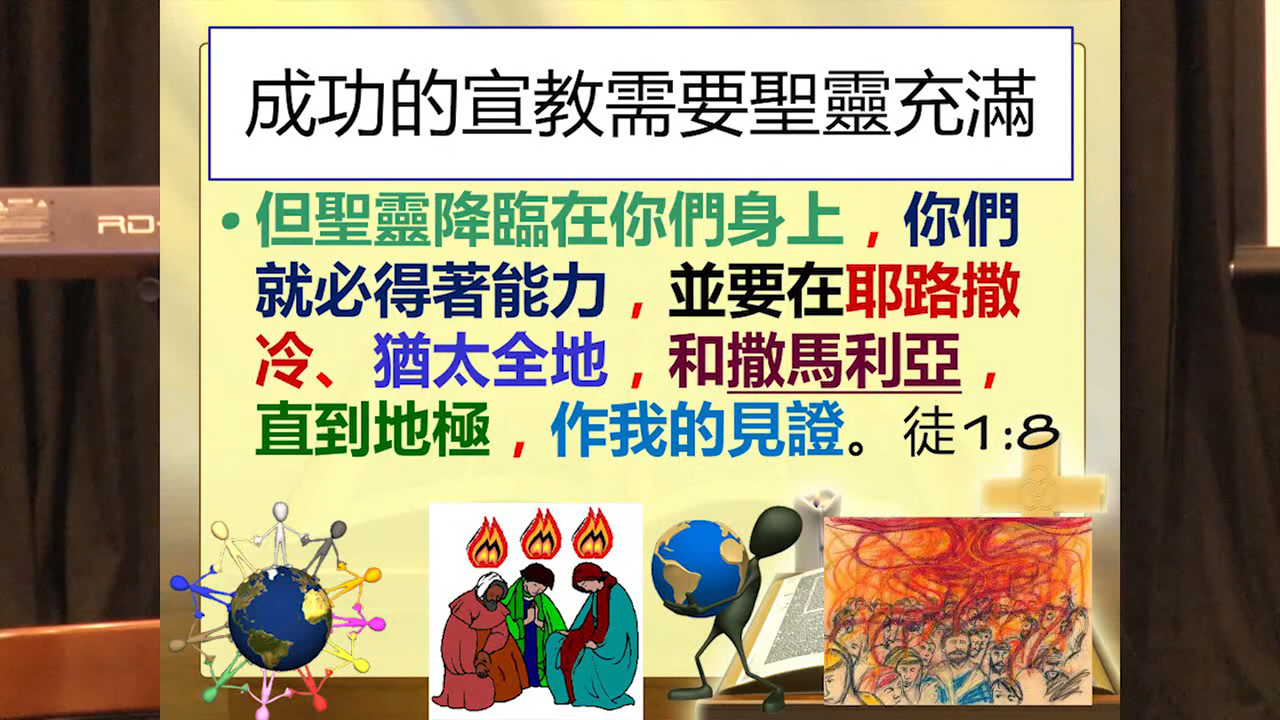 成功的宣教需要聖靈充滿
• 但聖靈降臨在你們身上，你們
就必得著能力，並要在耶路撒
冷、猶太全地，和撒馬利亞，
直到地極，作我的見證。徒1:8
RD-